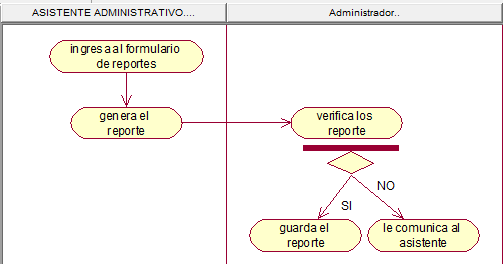 ASISTENTE ADMINISTRATIVO....
Administrador..
ingresa al formulario
de reportes
genera el
reporte
verifica los
reporte
SI
NO
guarda el
reporte
le comunica al
asistente